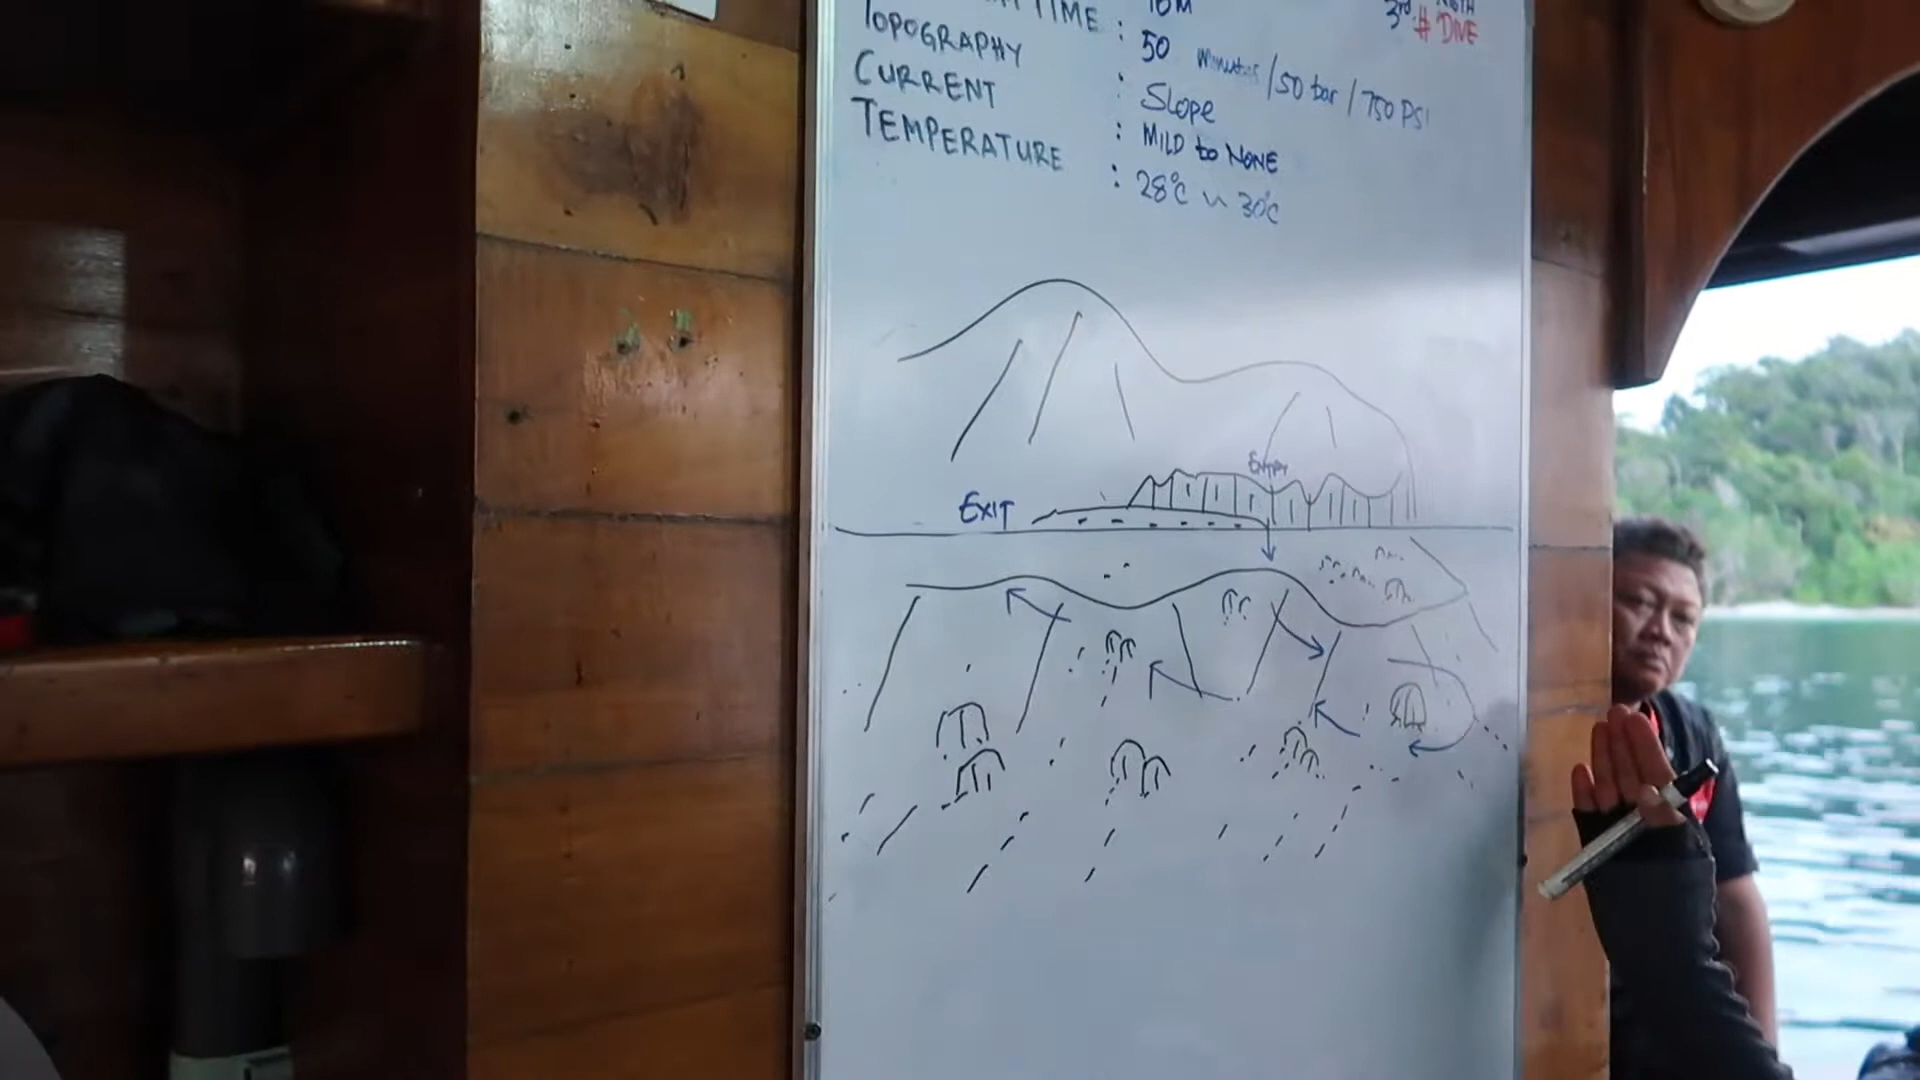 10M
3rd
TIME : 50 Minutes / 50 bar / 750 PSI
# DIVE
TOPOGRAPHY : Slope
CURRENT : MILD to NONE
TEMPERATURE : 28°C ~ 30°C
ENTRY
EXIT